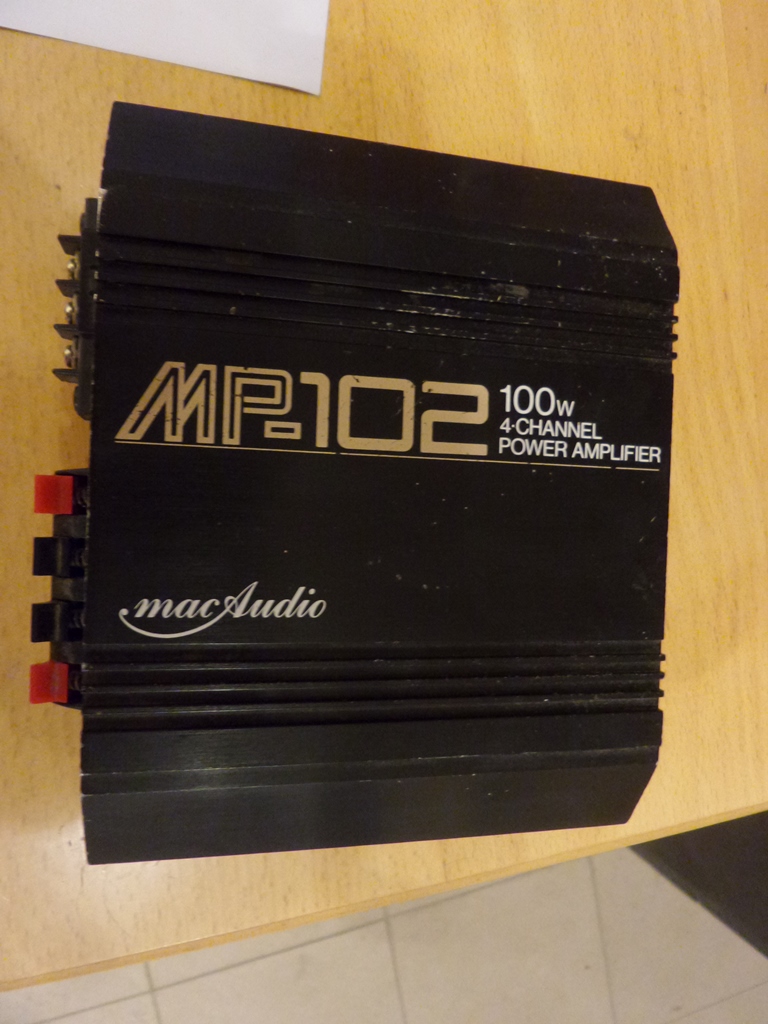 MP-102
100W
4-CHANNEL
POWER AMPLIFIER
macAudio